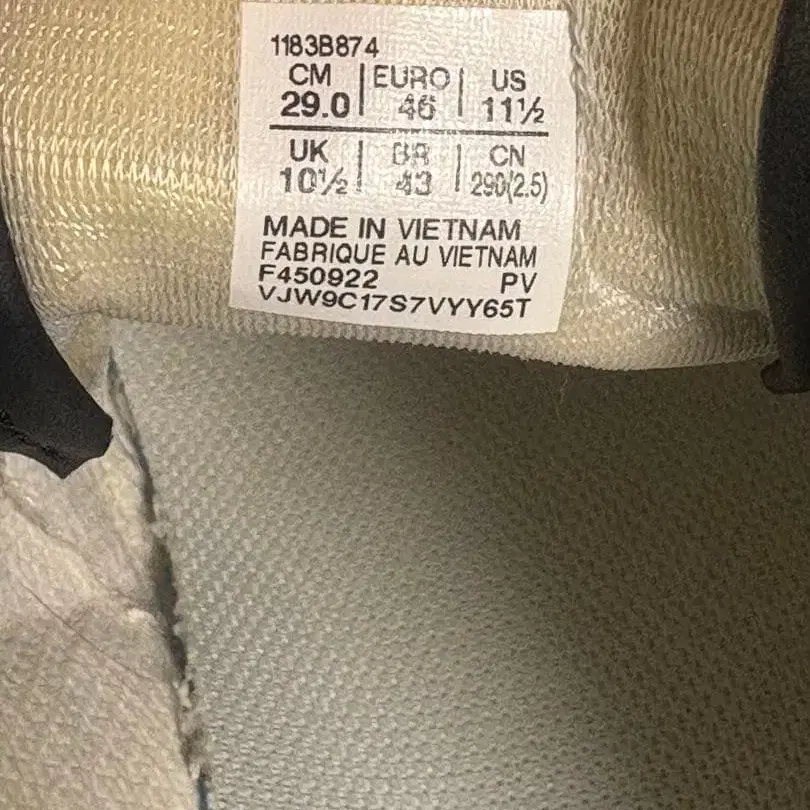 1183B874
CM | EURO | US
29.0 | 46 | 11½
UK | BR | CN
10½ | 43 | 290(2.5)
MADE IN VIETNAM
FABRIQUE AU VIETNAM
F450922 PV
VJW9C17S7VYY65T